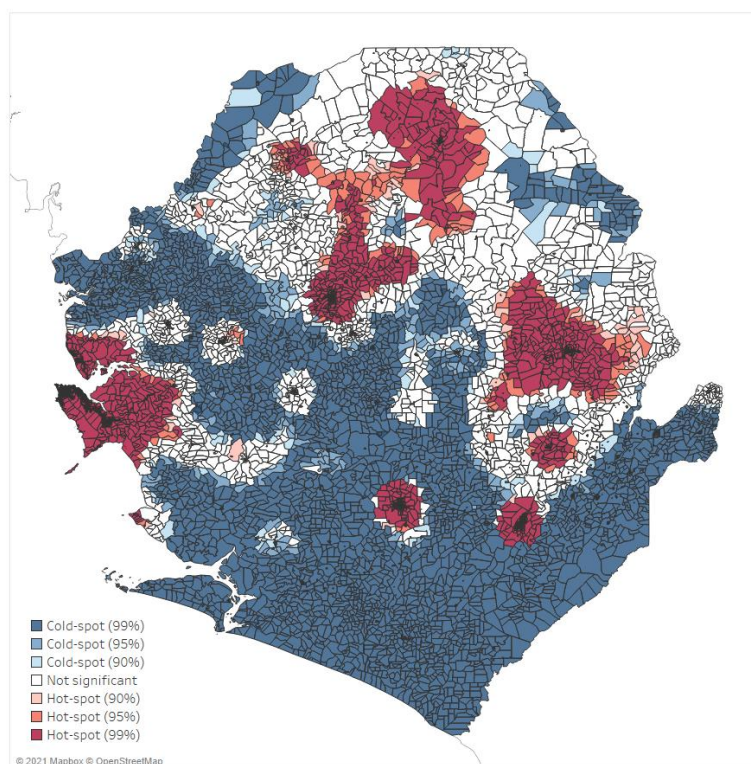 Cold-spot (99%)
Cold-spot (95%)
Cold-spot (90%)
Not significant
Hot-spot (90%)
Hot-spot (95%)
Hot-spot (99%)
© 2021 Mapbox © OpenStreetMap